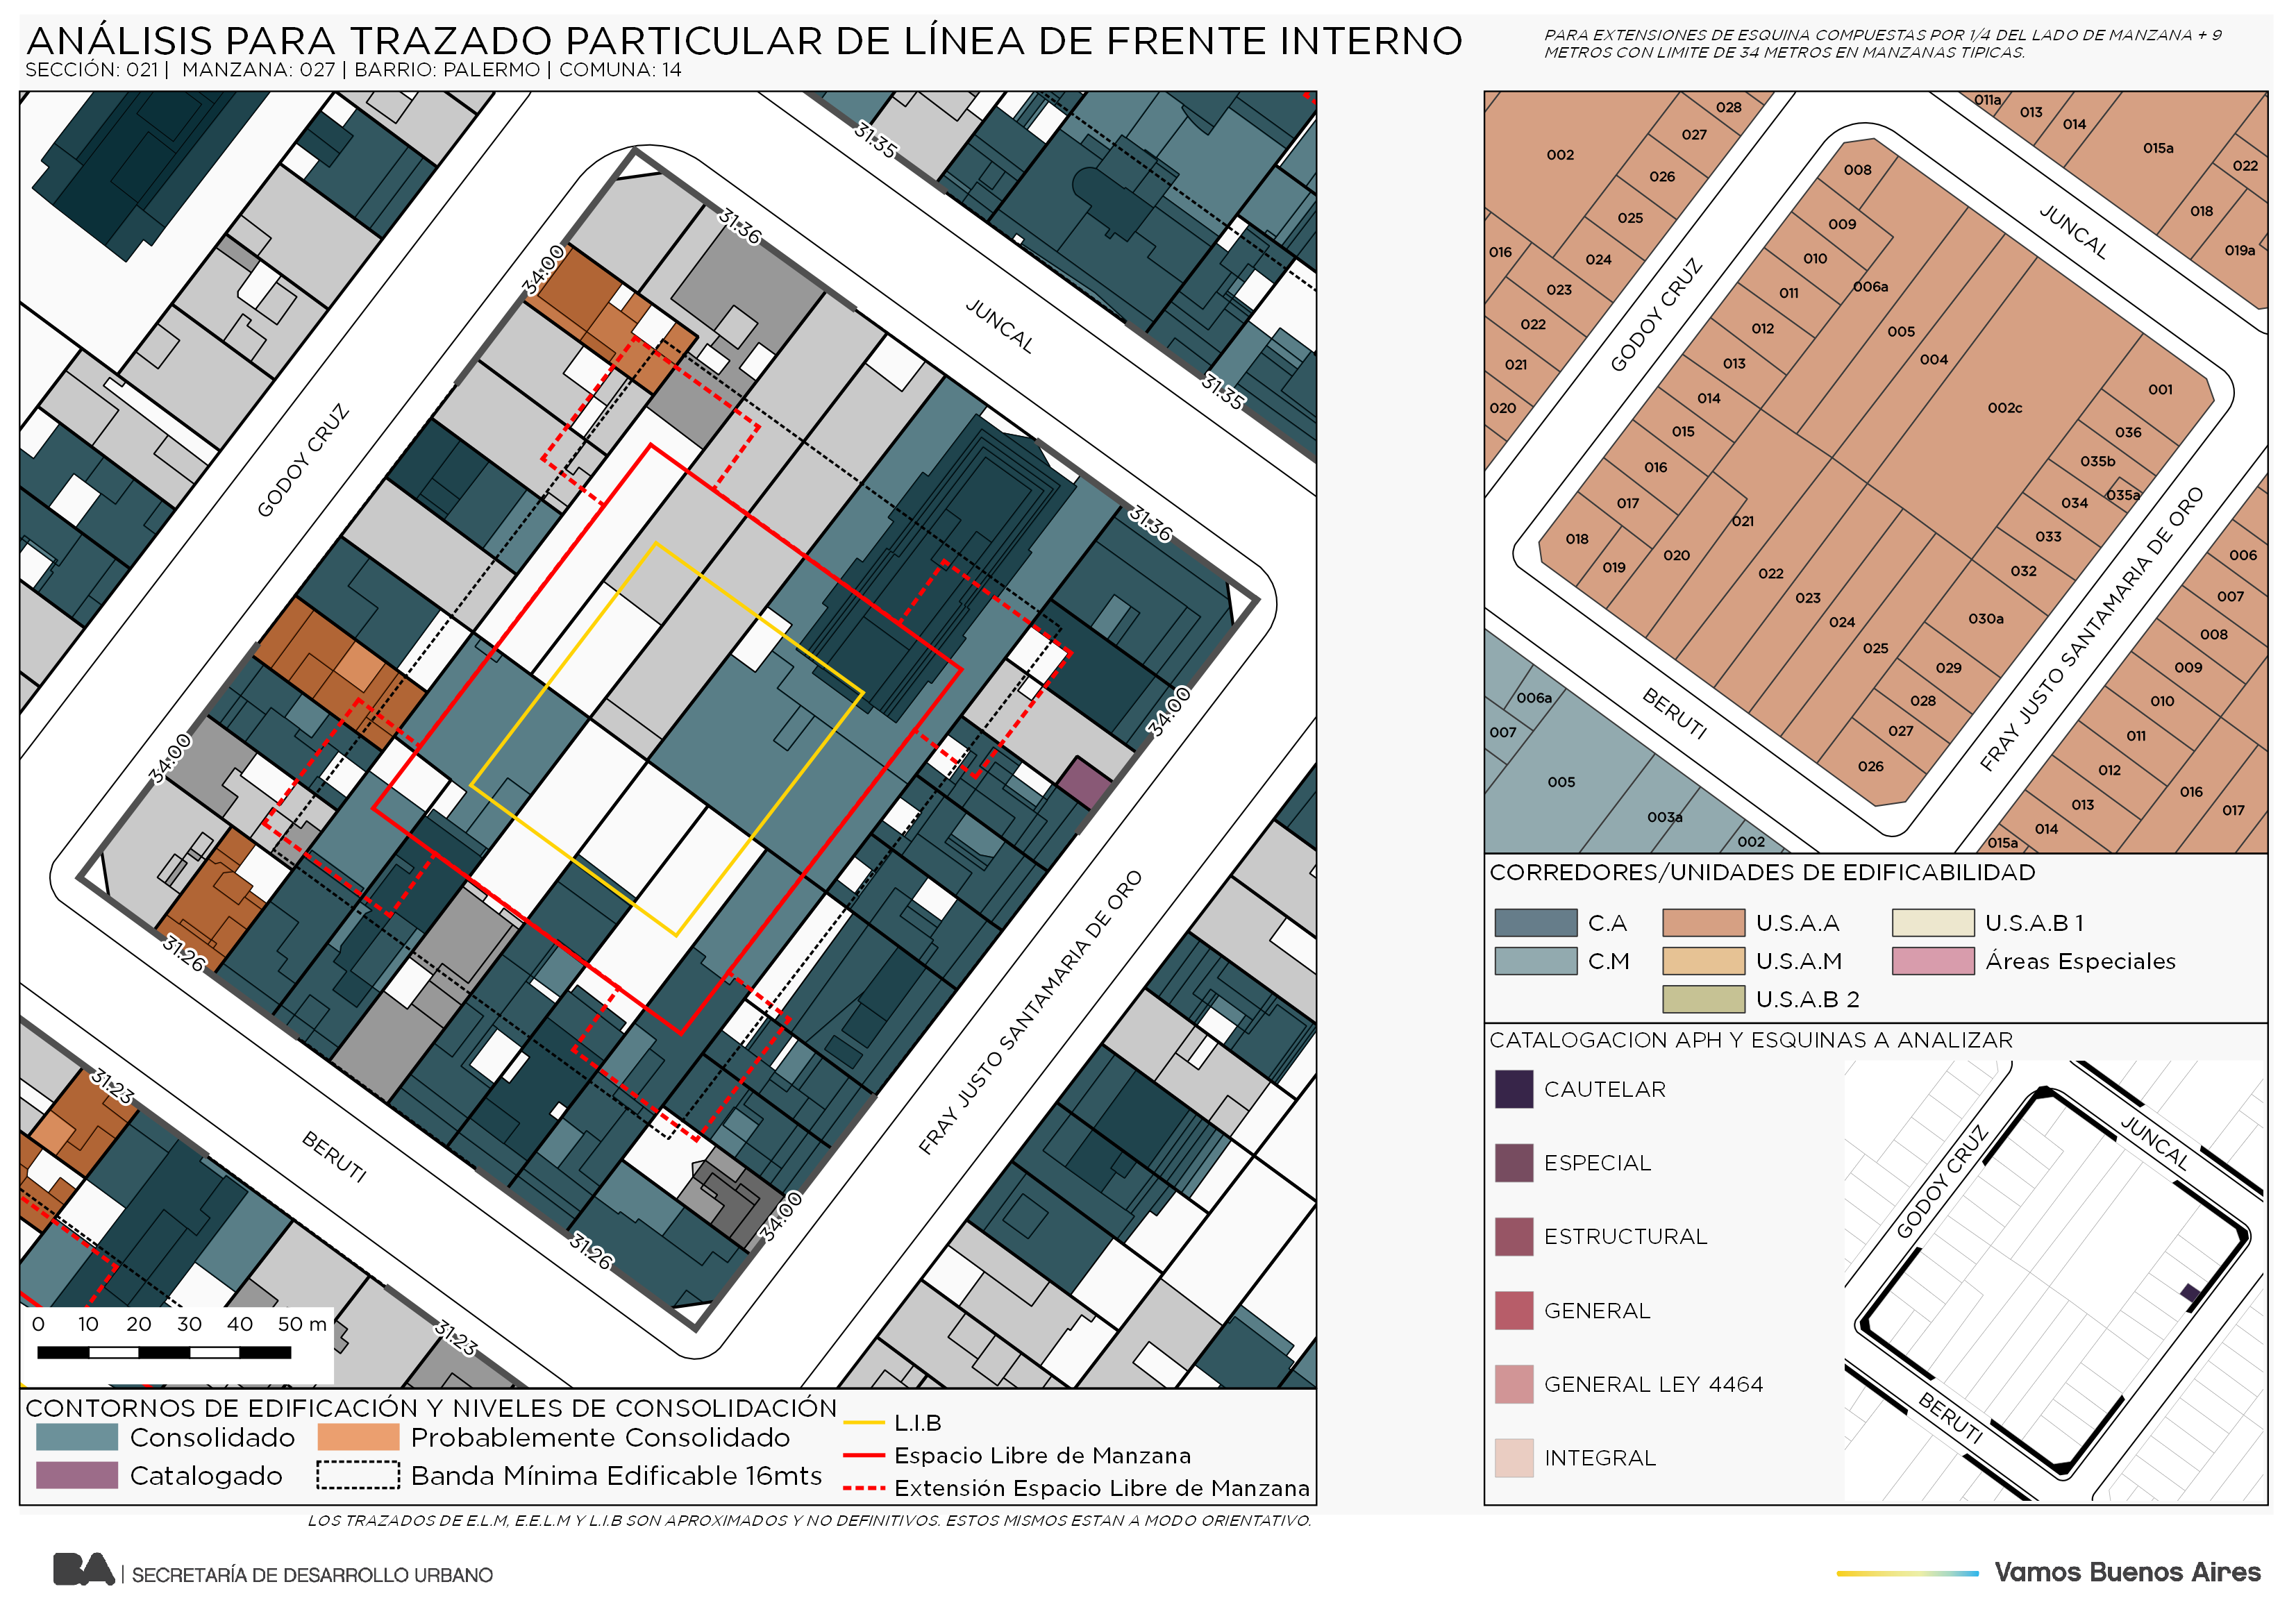 ANÁLISIS PARA TRAZADO PARTICULAR DE LÍNEA DE FRENTE INTERNO
SECCIÓN: 021 | MANZANA: 027 | BARRIO: PALERMO | COMUNA: 14
PARA EXTENSIONES DE ESQUINA COMPUESTAS POR 1/4 DEL LADO DE MANZANA + 9
METROS CON LIMITE DE 34 METROS EN MANZANAS TIPICAS.
31.35
31.36
34.00
JUNCAL
31.35
GODOY CRUZ
31.36
34.00
34.00
31.26
FRAY JUSTO SANTAMARIA DE ORO
31.23
BERUTI
34.00
31.26
31.23
0 10 20 30 40 50 m
CONTORNOS DE EDIFICACIÓN Y NIVELES DE CONSOLIDACIÓN
Consolidado
Probablemente Consolidado
Catalogado
Banda Mínima Edificable 16mts
L.I.B
Espacio Libre de Manzana
Extensión Espacio Libre de Manzana
LOS TRAZADOS DE E.L.M, E.E.L.M Y L.I.B SON APROXIMADOS Y NO DEFINITIVOS. ESTOS MISMOS ESTAN A MODO ORIENTATIVO.
028
011a
013
014
027
002
015a
022
008
026
025
018
009
JUNCAL
016
024
010
019a
023
011
006a
GODOY CRUZ
022
012
005
004
021
013
001
020
014
002c
015
036
016
035b
017
034
035a
021
033
018
020
019
022
032
006
023
007
024
030a
008
025
029
009
006a
028
010
BERUTI
FRAY JUSTO SANTAMARIA DE ORO
007
027
011
026
012
005
013
016
017
003a
014
002
015a
CORREDORES/UNIDADES DE EDIFICABILIDAD
C.A
U.S.A.A
U.S.A.B 1
C.M
U.S.A.M
Áreas Especiales
U.S.A.B 2
CATALOGACION APH Y ESQUINAS A ANALIZAR
CAUTELAR
ESPECIAL
ESTRUCTURAL
GENERAL
GENERAL LEY 4464
INTEGRAL
JUNCAL
GODOY CRUZ
BERUTI
BA | SECRETARÍA DE DESARROLLO URBANO
Vamos Buenos Aires